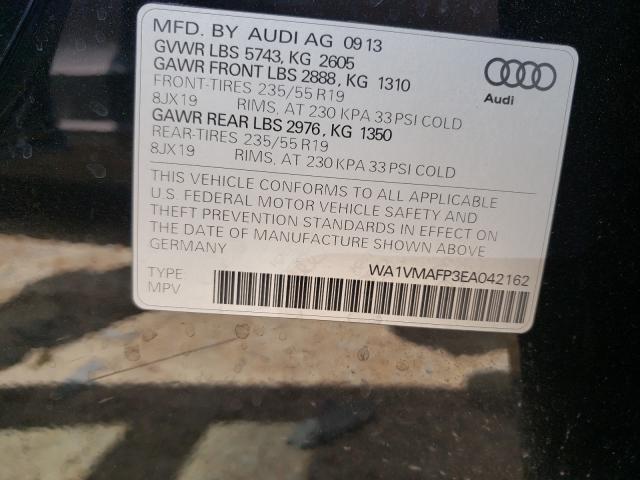 MFD. BY AUDI AG 09 13
GVWR LBS 5743, KG 2605
GAWR FRONT LBS 2888, KG 1310
FRONT-TIRES 235/55 R19
8JX19 RIMS, AT 230 KPA 33 PSI COLD
GAWR REAR LBS 2976, KG 1350
REAR-TIRES 235/55 R19
8JX19 RIMS, AT 230 KPA 33 PSI COLD
Audi
THIS VEHICLE CONFORMS TO ALL APPLICABLE
U.S. FEDERAL MOTOR VEHICLE SAFETY AND
THEFT PREVENTION STANDARDS IN EFFECT ON
THE DATE OF MANUFACTURE SHOWN ABOVE
GERMANY
WA1VMAFP3EA042162
TYPE
MPV